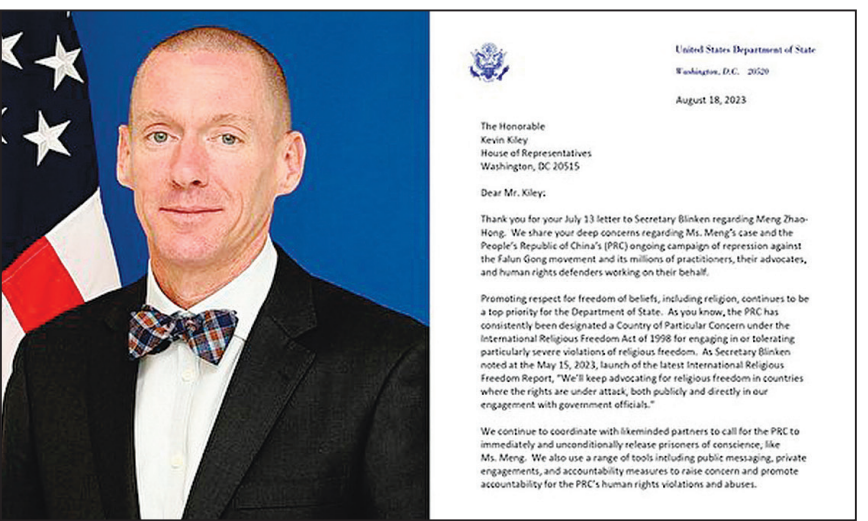 United States Department of State
Washington, D.C. 20520
August 18, 2023
The Honorable
Kevin Kiley
House of Representatives
Washington, DC 20515
Dear Mr. Kiley:
Thank you for your July 13 letter to Secretary Blinken regarding Meng Zhao-
Hong. We share your deep concerns regarding Ms. Meng's case and the
People's Republic of China's (PRC) ongoing campaign of repression against
the Falun Gong movement and its millions of practitioners, their advocates,
and human rights defenders working on their behalf.
Promoting respect for freedom of beliefs, including religion, continues to be
a top priority for the Department of State. As you know, the PRC has
consistently been designated a Country of Particular Concern under the
International Religious Freedom Act of 1998 for engaging in or tolerating
particularly severe violations of religious freedom. As Secretary Blinken
noted at the May 15, 2023, launch of the latest International Religious
Freedom Report, "We'll keep advocating for religious freedom in countries
where the rights are under attack, both publicly and directly in our
engagement with government officials."
We continue to coordinate with likeminded partners to call for the PRC to
immediately and unconditionally release prisoners of conscience, like
Ms. Meng. We also use a range of tools including public messaging, private
engagements, and accountability measures to raise concern and promote
accountability for the PRC's human rights violations and abuses.